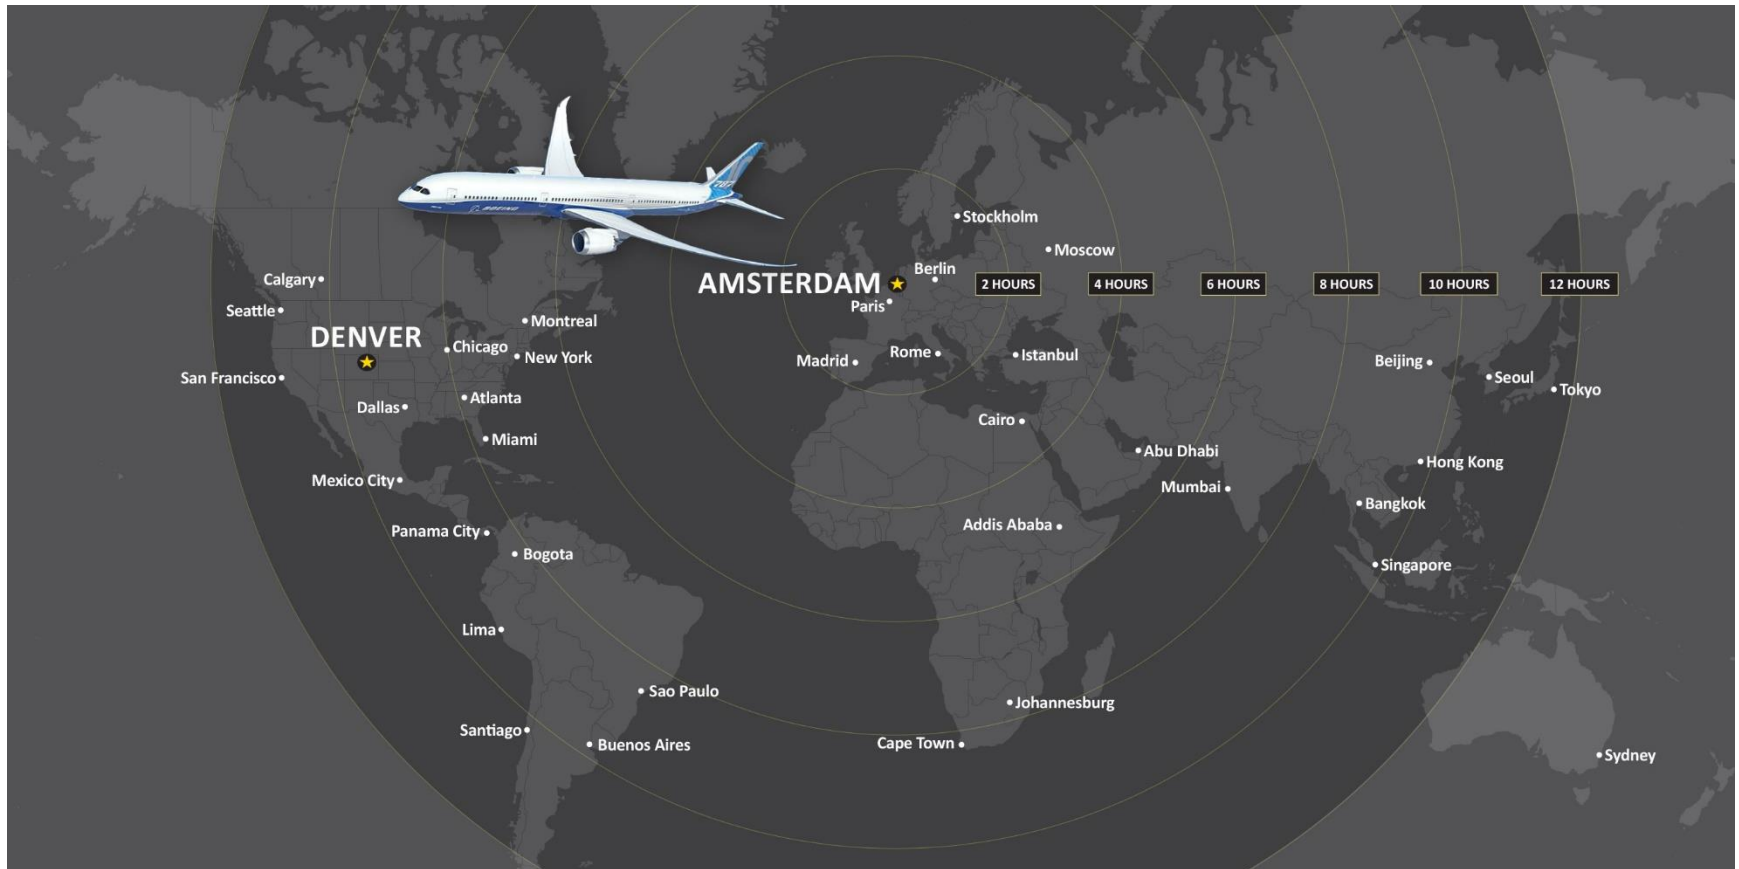 Stockholm
Moscow
Berlin
AMSTERDAM
Paris
2 HOURS
4 HOURS
6 HOURS
8 HOURS
10 HOURS
12 HOURS
Calgary
Seattle
DENVER
San Francisco
Montreal
Chicago
New York
Atlanta
Dallas
Miami
Mexico City
Panama City
Bogota
Lima
Sao Paulo
Santiago
Buenos Aires
Madrid
Rome
Istanbul
Cairo
Abu Dhabi
Mumbai
Addis Ababa
Johannesburg
Cape Town
Beijing
Seoul
Tokyo
Hong Kong
Bangkok
Singapore
Sydney
787
BOEING